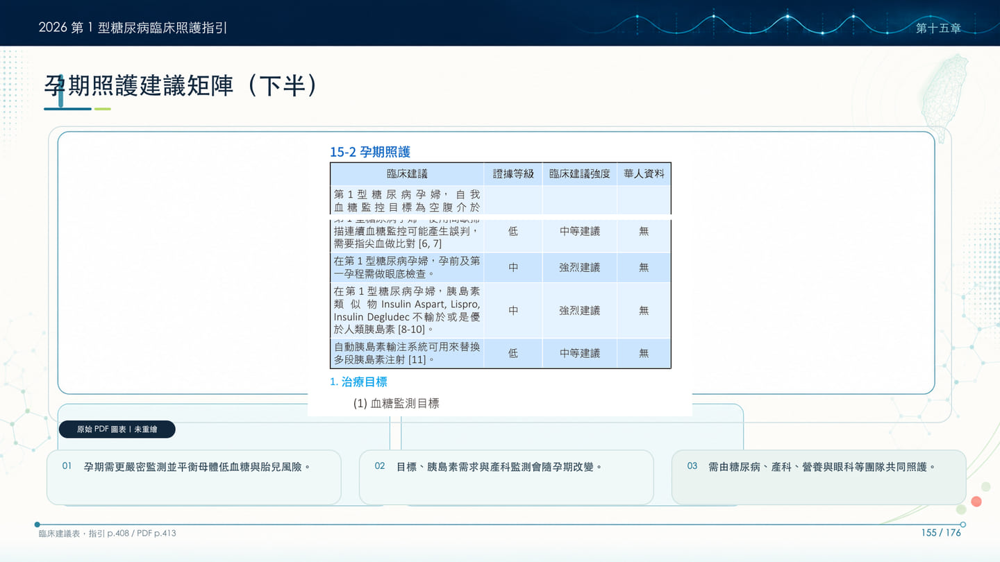 2026 第 1 型糖尿病臨床照護指引
第十五章
孕期照護建議矩陣（下半）
15-2 孕期照護
臨床建議 證據等級 臨床建議強度 華人資料
第 1 型糖尿病孕婦，自我
血糖監控目標為空腹介於
描連續血糖監控可能產生誤判，
需要指尖血做比對 [6, 7]
低 中等建議 無
在第 1 型糖尿病孕婦，孕前及第
一孕程需做眼底檢查。
中 強烈建議 無
在第 1 型糖尿病孕婦，胰島素
類似物 Insulin Aspart, Lispro,
Insulin Degludec 不輸於或是優
於人類胰島素 [8-10]。
中 強烈建議 無
自動胰島素輸注系統可用來替換
多段胰島素注射 [11]。
低 中等建議 無
1. 治療目標
(1) 血糖監測目標
原始 PDF 圖表｜未重繪
01 孕期需更嚴密監測並平衡母體低血糖與胎兒風險。
02 目標、胰島素需求與產科監測會隨孕期改變。
03 需由糖尿病、產科、營養與眼科等團隊共同照護。
臨床建議表，指引 p.408 / PDF p.413
155 / 176